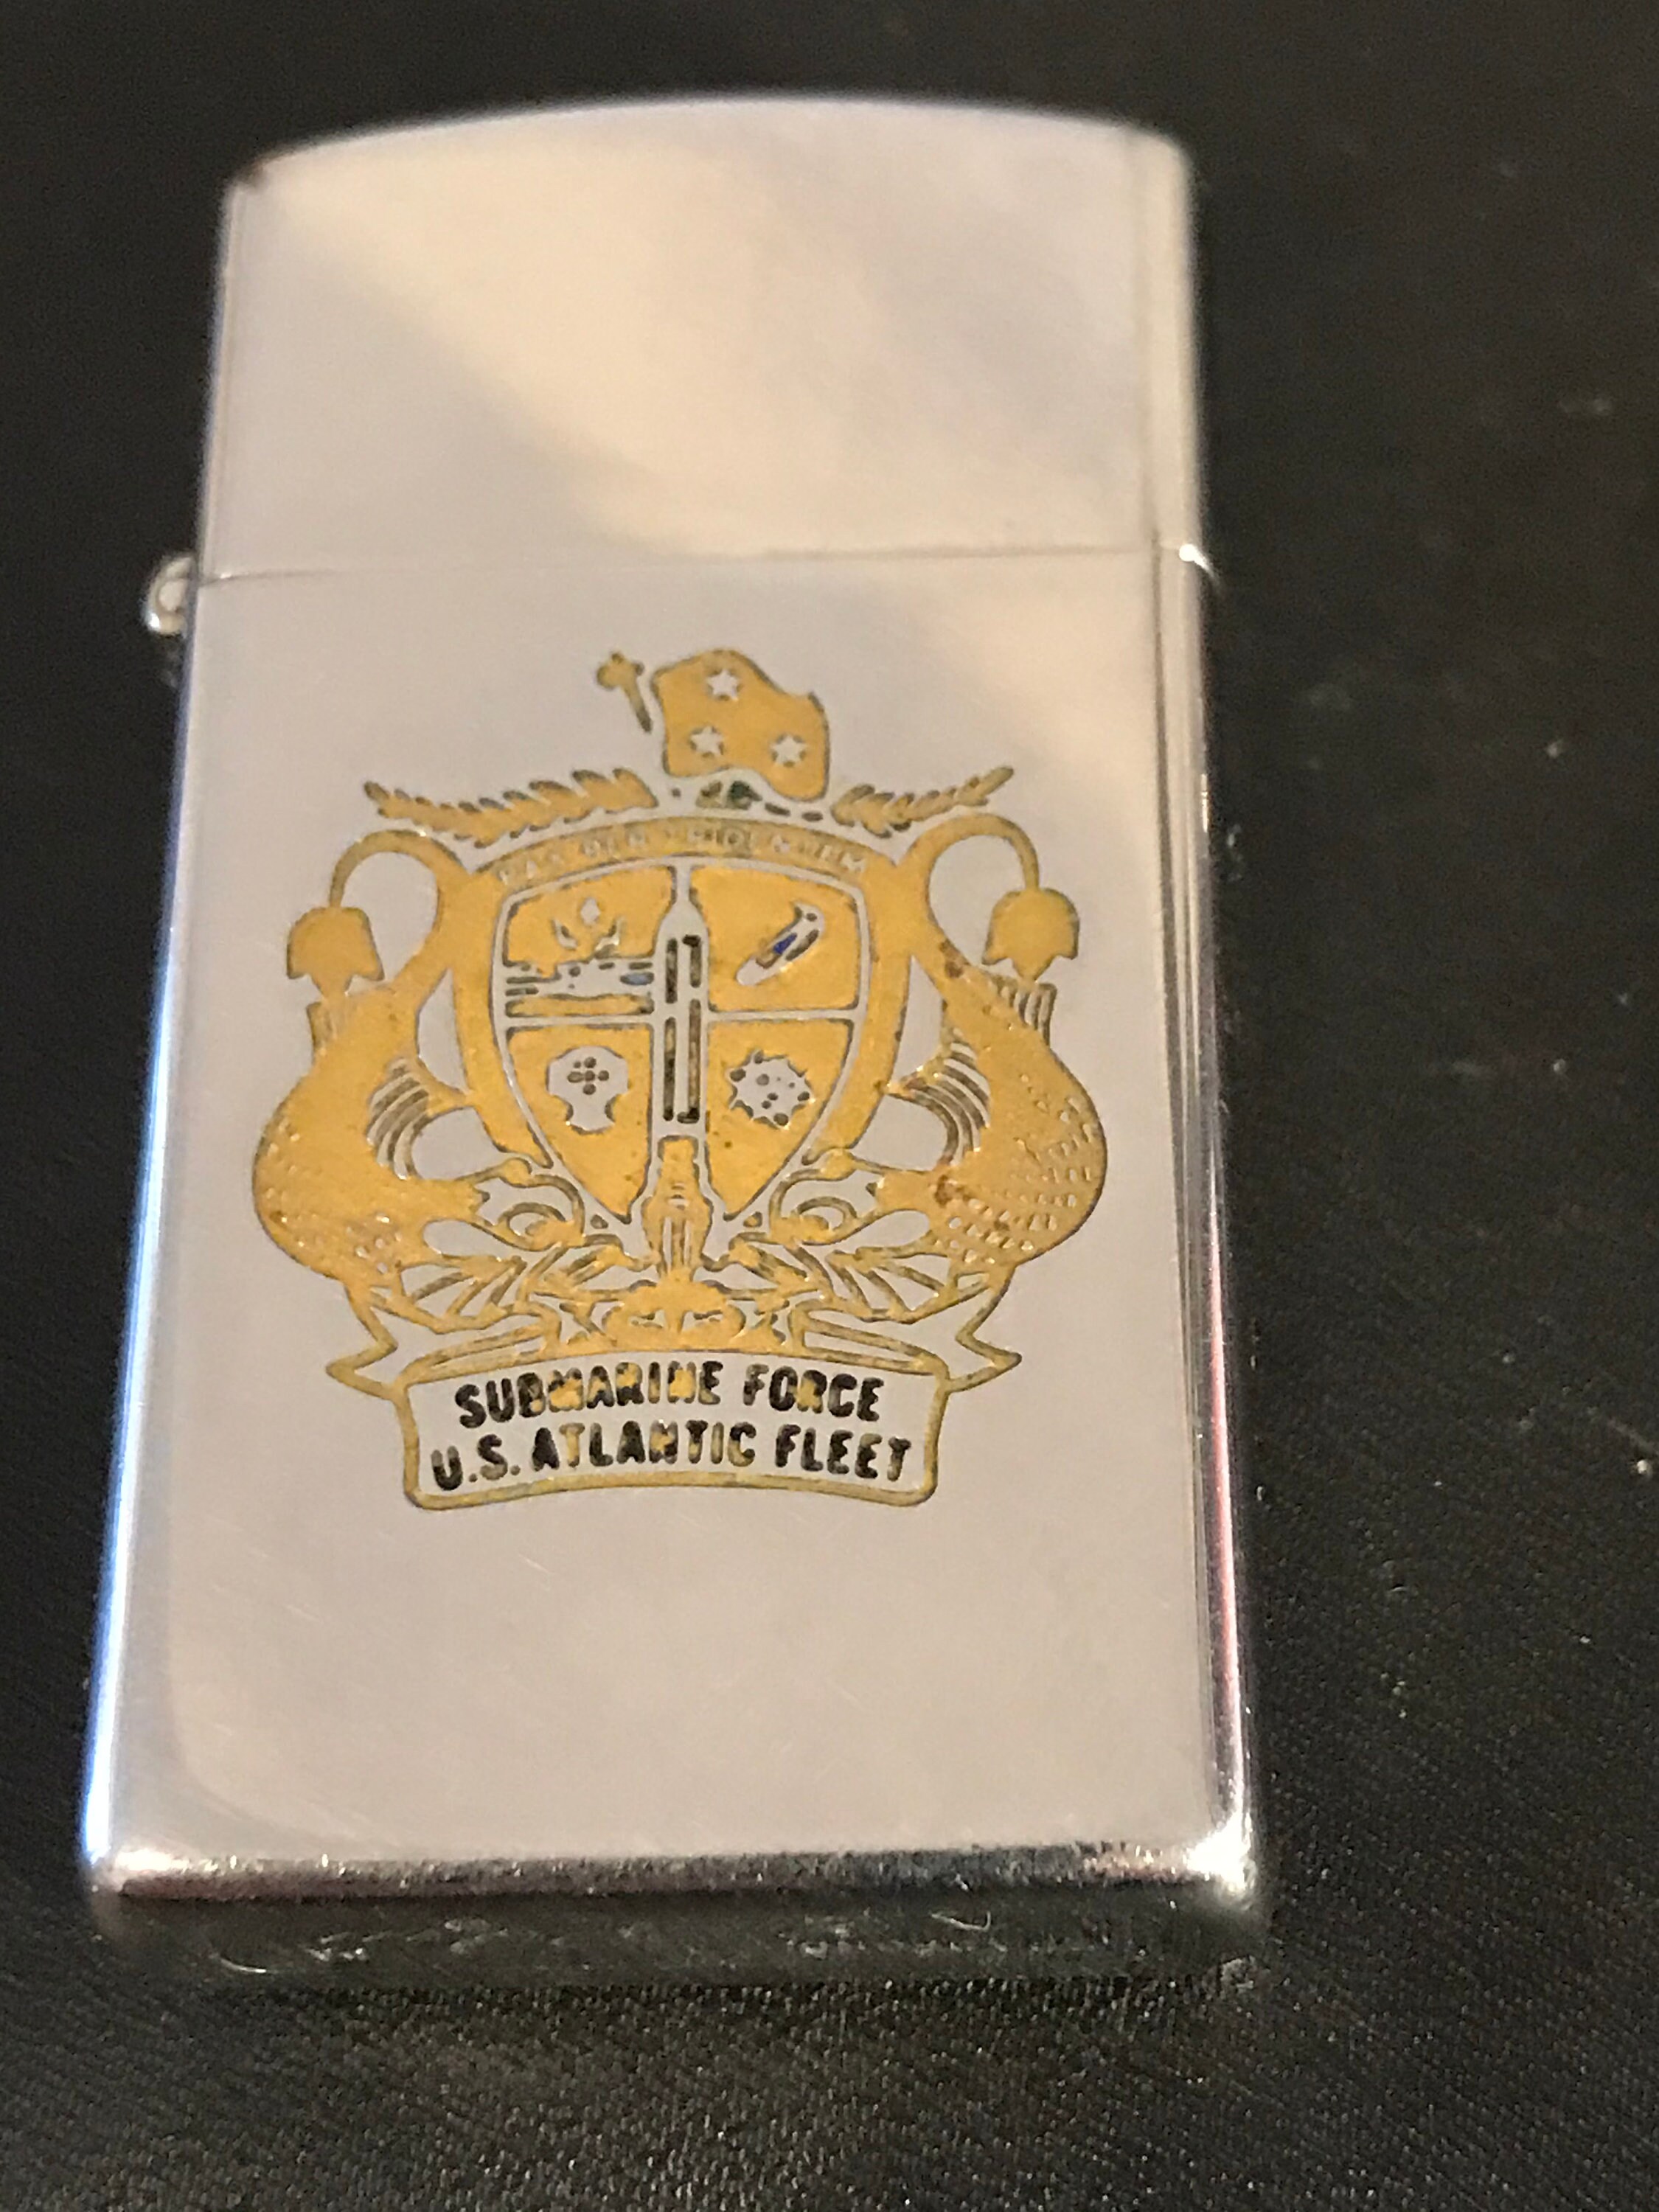 SUBMARINE FORCE
U.S. ATLANTIC FLEET